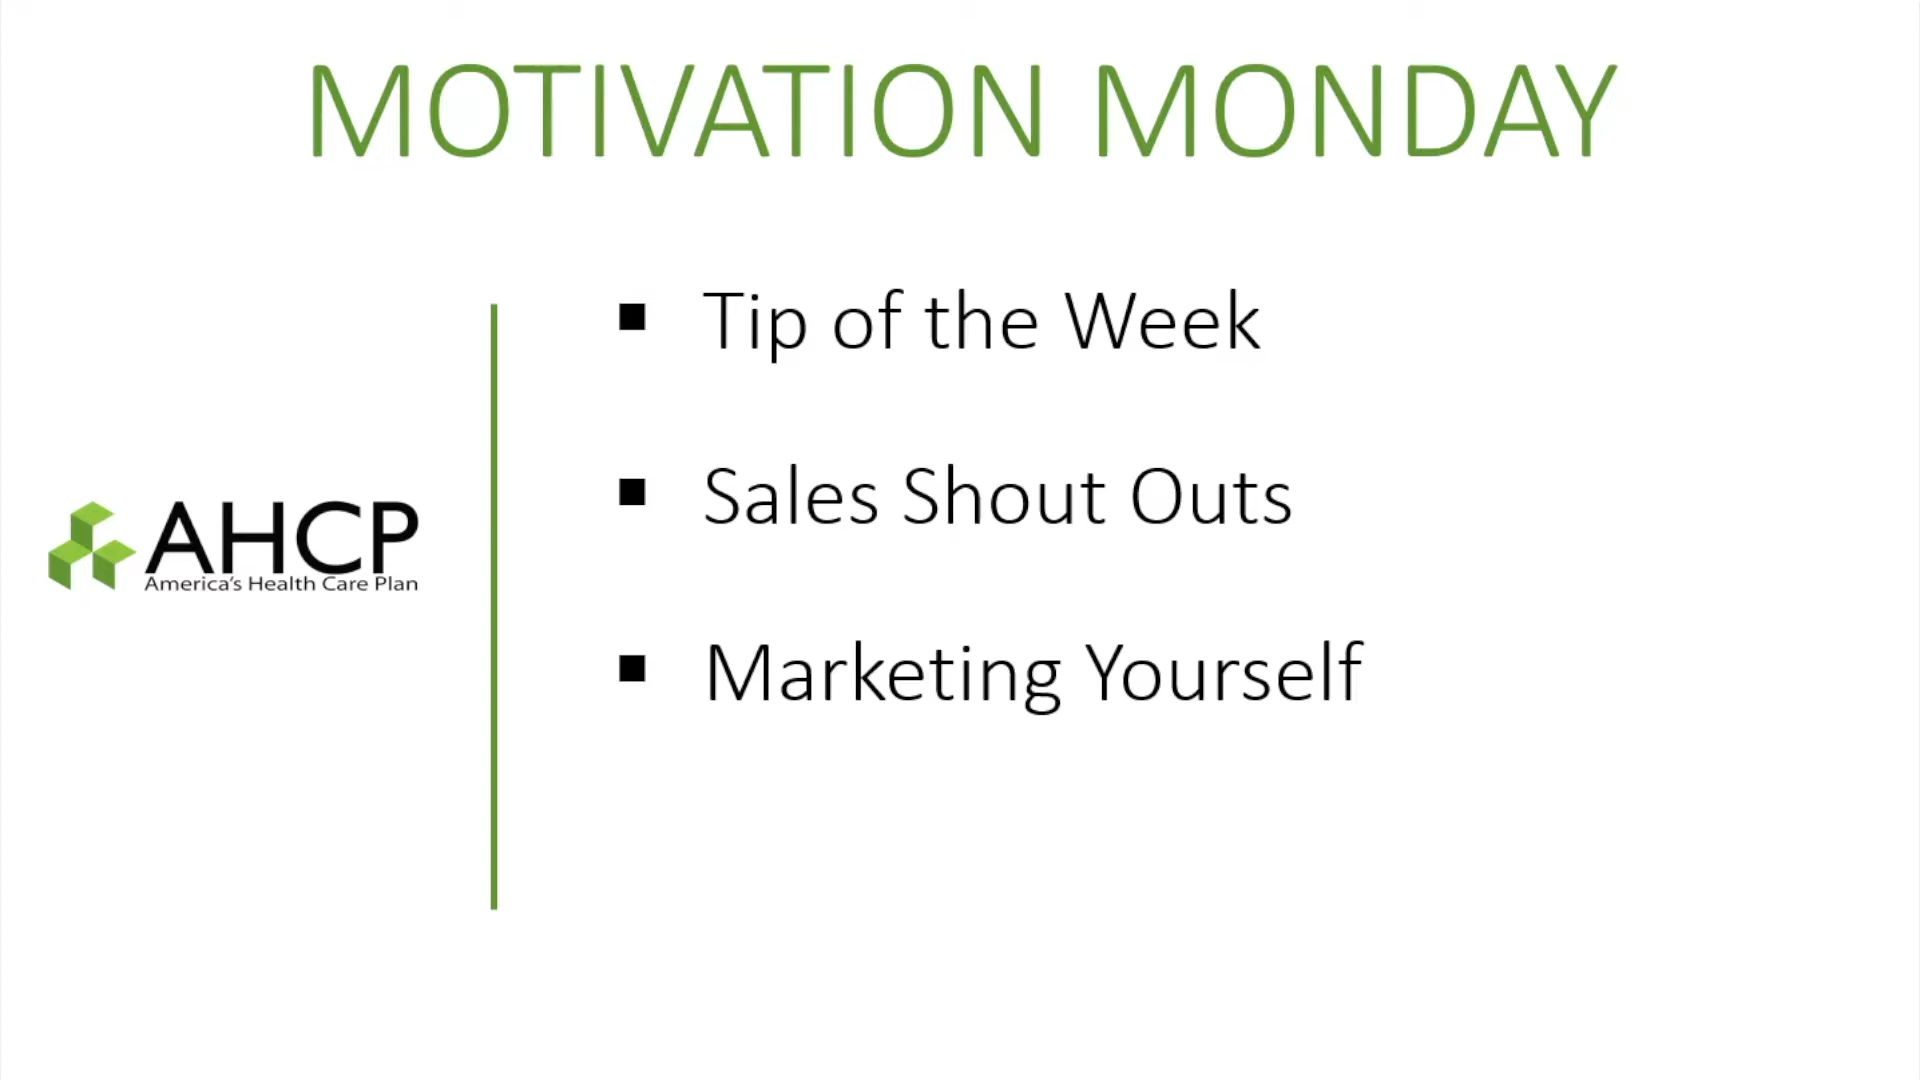 MOTIVATION MONDAY
▪ Tip of the Week
▪ Sales Shout Outs
▪ Marketing Yourself
AHCP
America's Health Care Plan